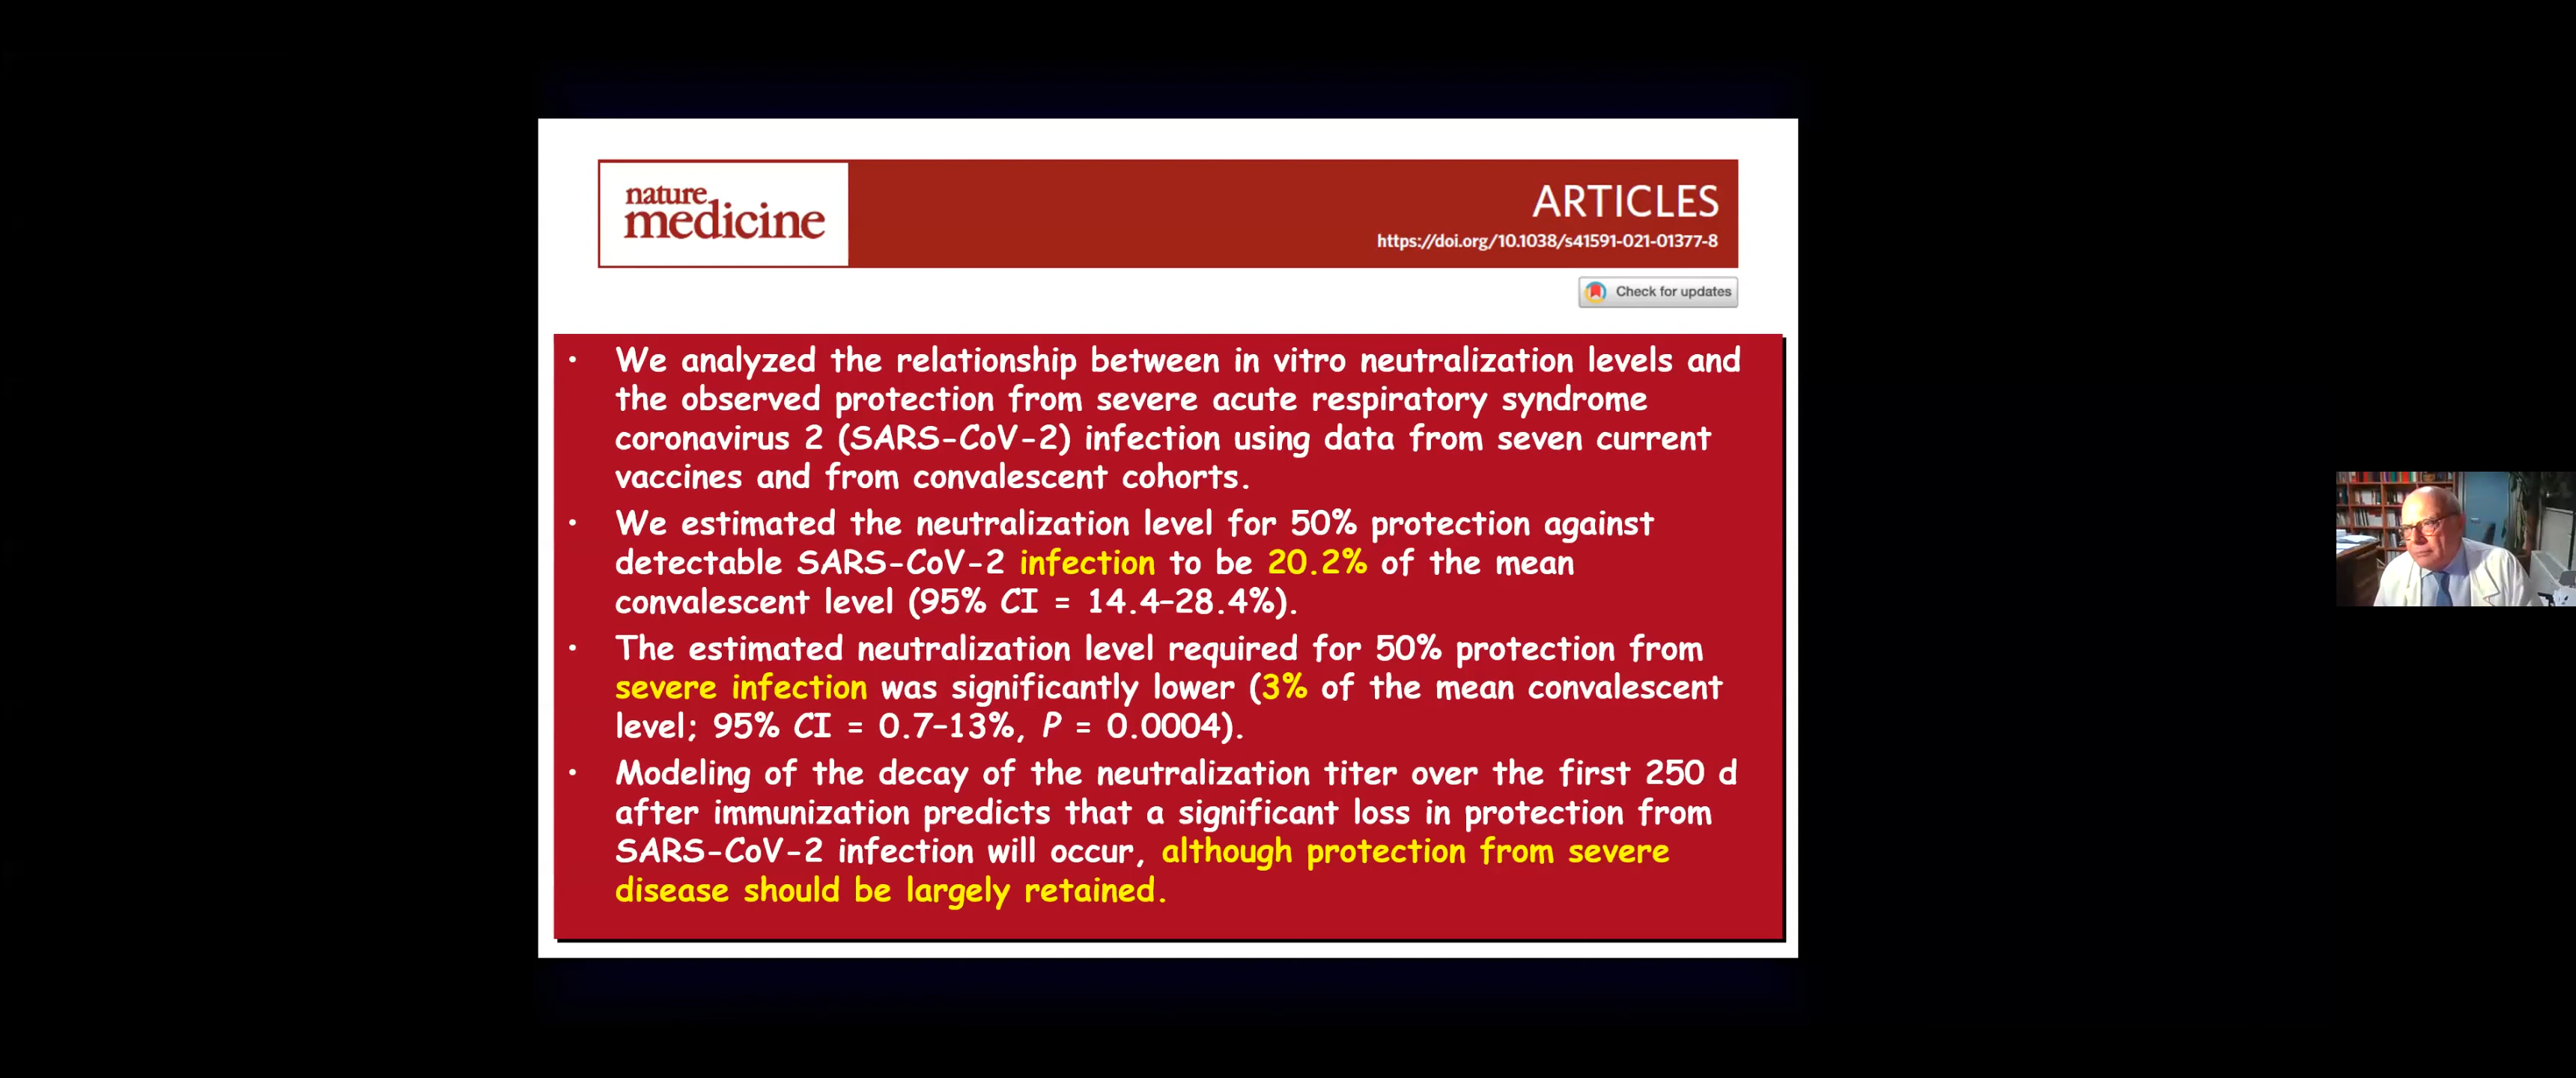 nature
medicine
ARTICLES
https://doi.org/10.1038/s41591-021-01377-8
Check for updates
• We analyzed the relationship between in vitro neutralization levels and
the observed protection from severe acute respiratory syndrome
coronavirus 2 (SARS-CoV-2) infection using data from seven current
vaccines and from convalescent cohorts.
• We estimated the neutralization level for 50% protection against
detectable SARS-CoV-2 infection to be 20.2% of the mean
convalescent level (95% CI = 14.4–28.4%).
• The estimated neutralization level required for 50% protection from
severe infection was significantly lower (3% of the mean convalescent
level; 95% CI = 0.7–13%, P = 0.0004).
• Modeling of the decay of the neutralization titer over the first 250 d
after immunization predicts that a significant loss in protection from
SARS-CoV-2 infection will occur, although protection from severe
disease should be largely retained.